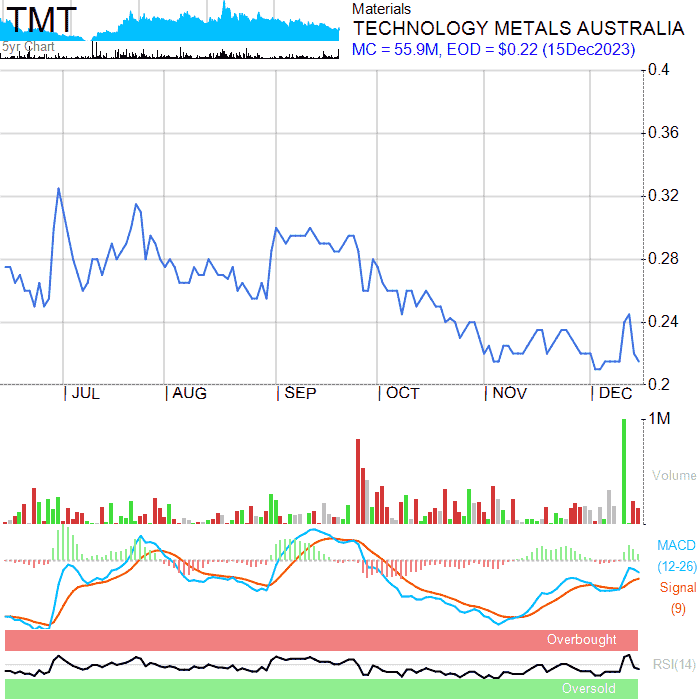 TMT
5yr Chart
Materials
TECHNOLOGY METALS AUSTRALIA
MC = 55.9M, EOD = $0.22 (15Dec2023)
0.4
0.36
0.32
0.28
0.24
0.2
JUL AUG SEP OCT NOV DEC
1M
Volume
MACD
(12-26)
Signal
(9)
Overbought
RSI(14)
Oversold